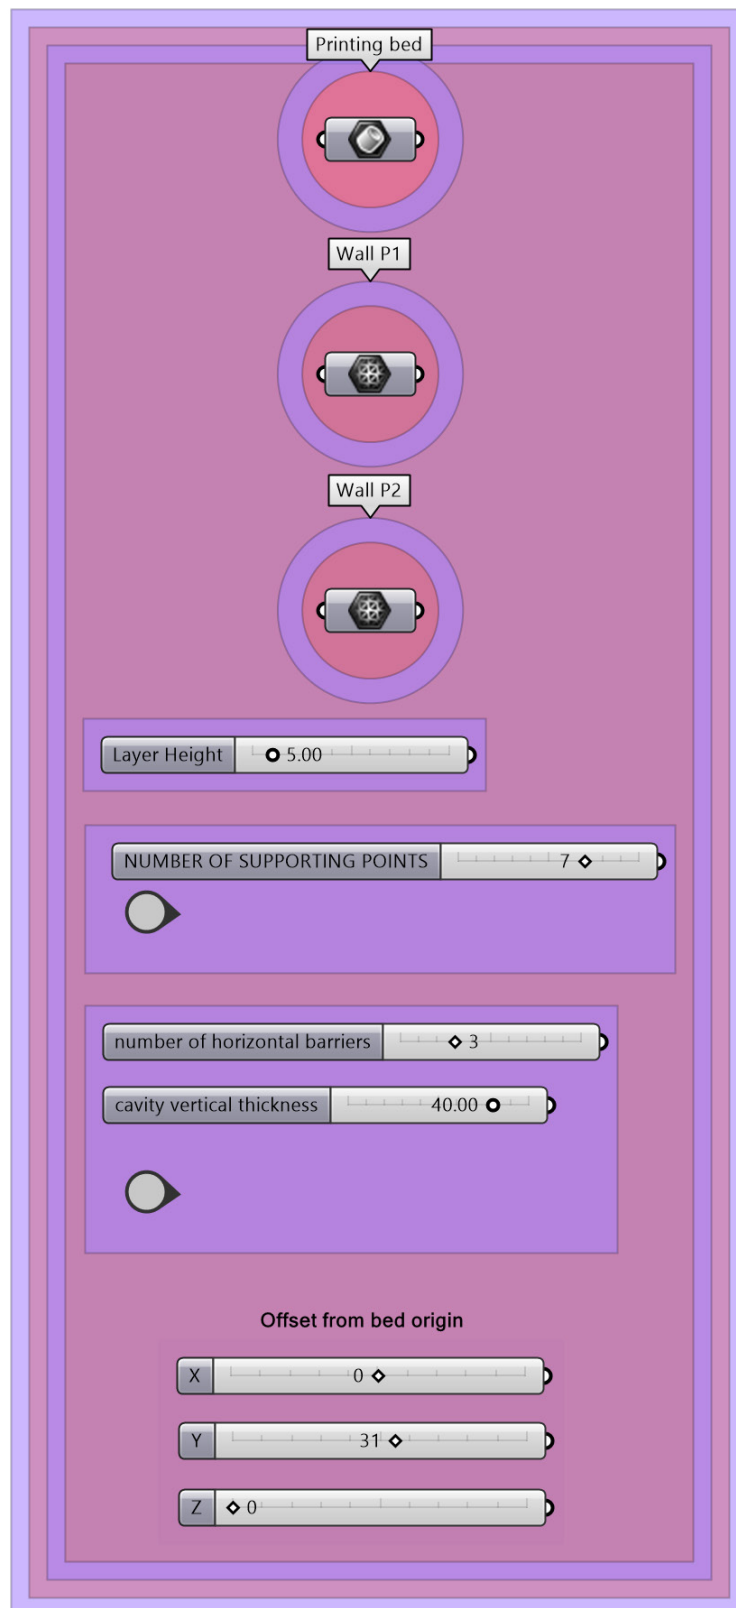 Printing bed
Wall P1
Wall P2
Layer Height 5.00
NUMBER OF SUPPORTING POINTS 7
number of horizontal barriers 3
cavity vertical thickness 40.00
Offset from bed origin
X 0
Y 31
Z 0